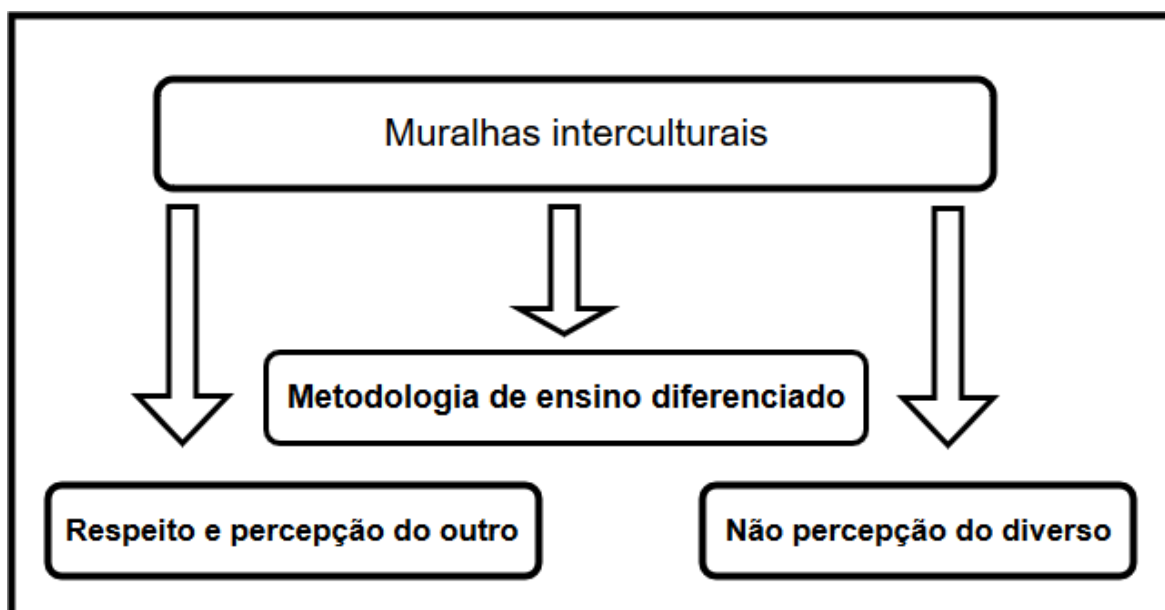 Muralhas interculturais
Metodologia de ensino diferenciado
Respeito e percepção do outro
Não percepção do diverso